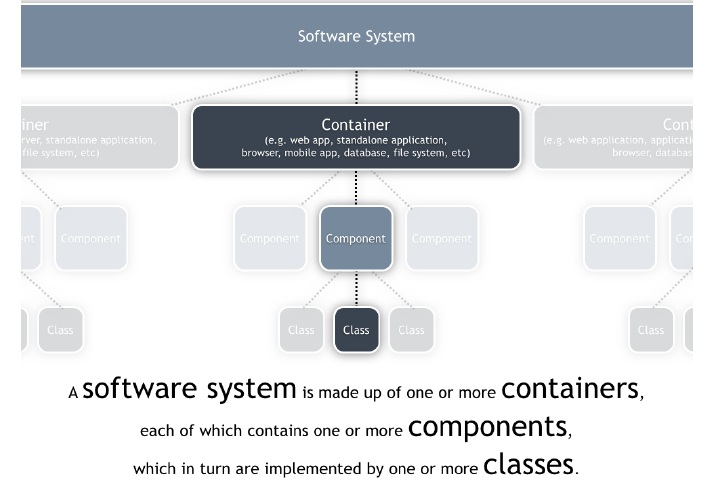 Software System
iner
rver, standalone application,
file system, etc)
Container
(e.g. web app, standalone application,
browser, mobile app, database, file system, etc)
Cont
(e.g. web application, applicati
browser, databas
nt
Component
Component
Component
Component
Component
Co
Class
Class
Class
Class
Class
A software system is made up of one or more containers,
each of which contains one or more components,
which in turn are implemented by one or more classes.